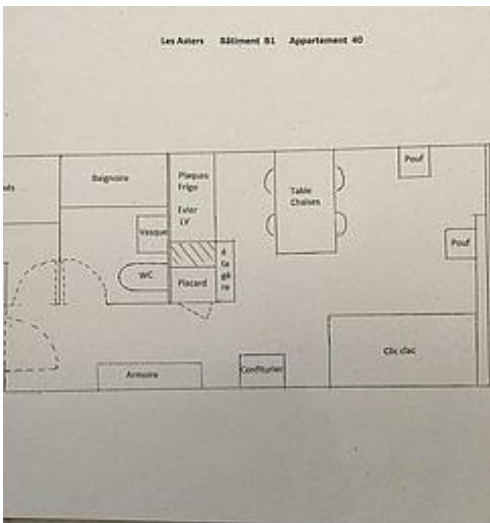 Les Asters Bâtiment B1 Appartement 40
Baignoire
Plaques
Frigo
Evier
LV
Vasque
WC
Placard
é
ta
gè
re
Table
Chaises
Pouf
Pouf
Clic clac
Armoire
Confiturier